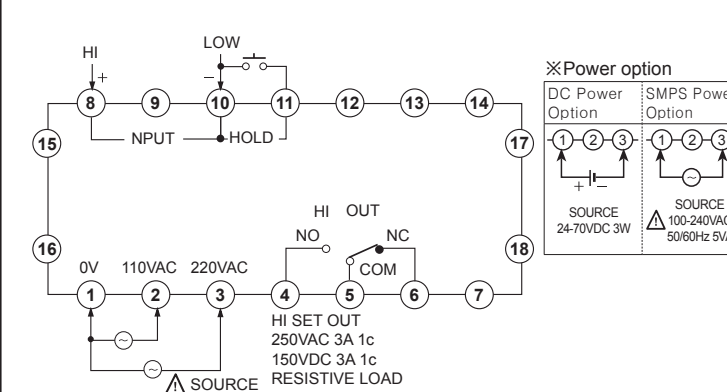 HI
LOW
+
−
8 9 10 11 12 13 14
NPUT
HOLD
15
17
16
18
HI OUT
NO
NC
COM
0V 110VAC 220VAC
1 2 3 4 5 6 7
HI SET OUT
250VAC 3A 1c
150VDC 3A 1c
RESISTIVE LOAD
SOURCE
※Power option
DC Power
Option
1 2 3
+ −
SOURCE
24-70VDC 3W
SMPS Powe
Option
1 2 3
SOURCE
100-240VAC
50/60Hz 5VA